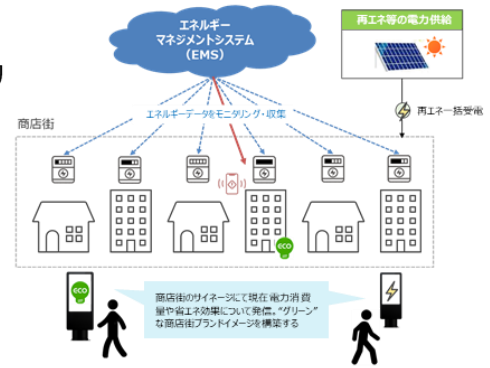 エネルギー
マネジメントシステム
（EMS）
再エネ等の電力供給
エネルギーデータをモニタリング・収集
再エネ一括受電
商店街
eco
eco
商店街のサイネージにて現在電力消費
量や省エネ効果について発信。“グリーン”
な商店街ブランドイメージを構築する